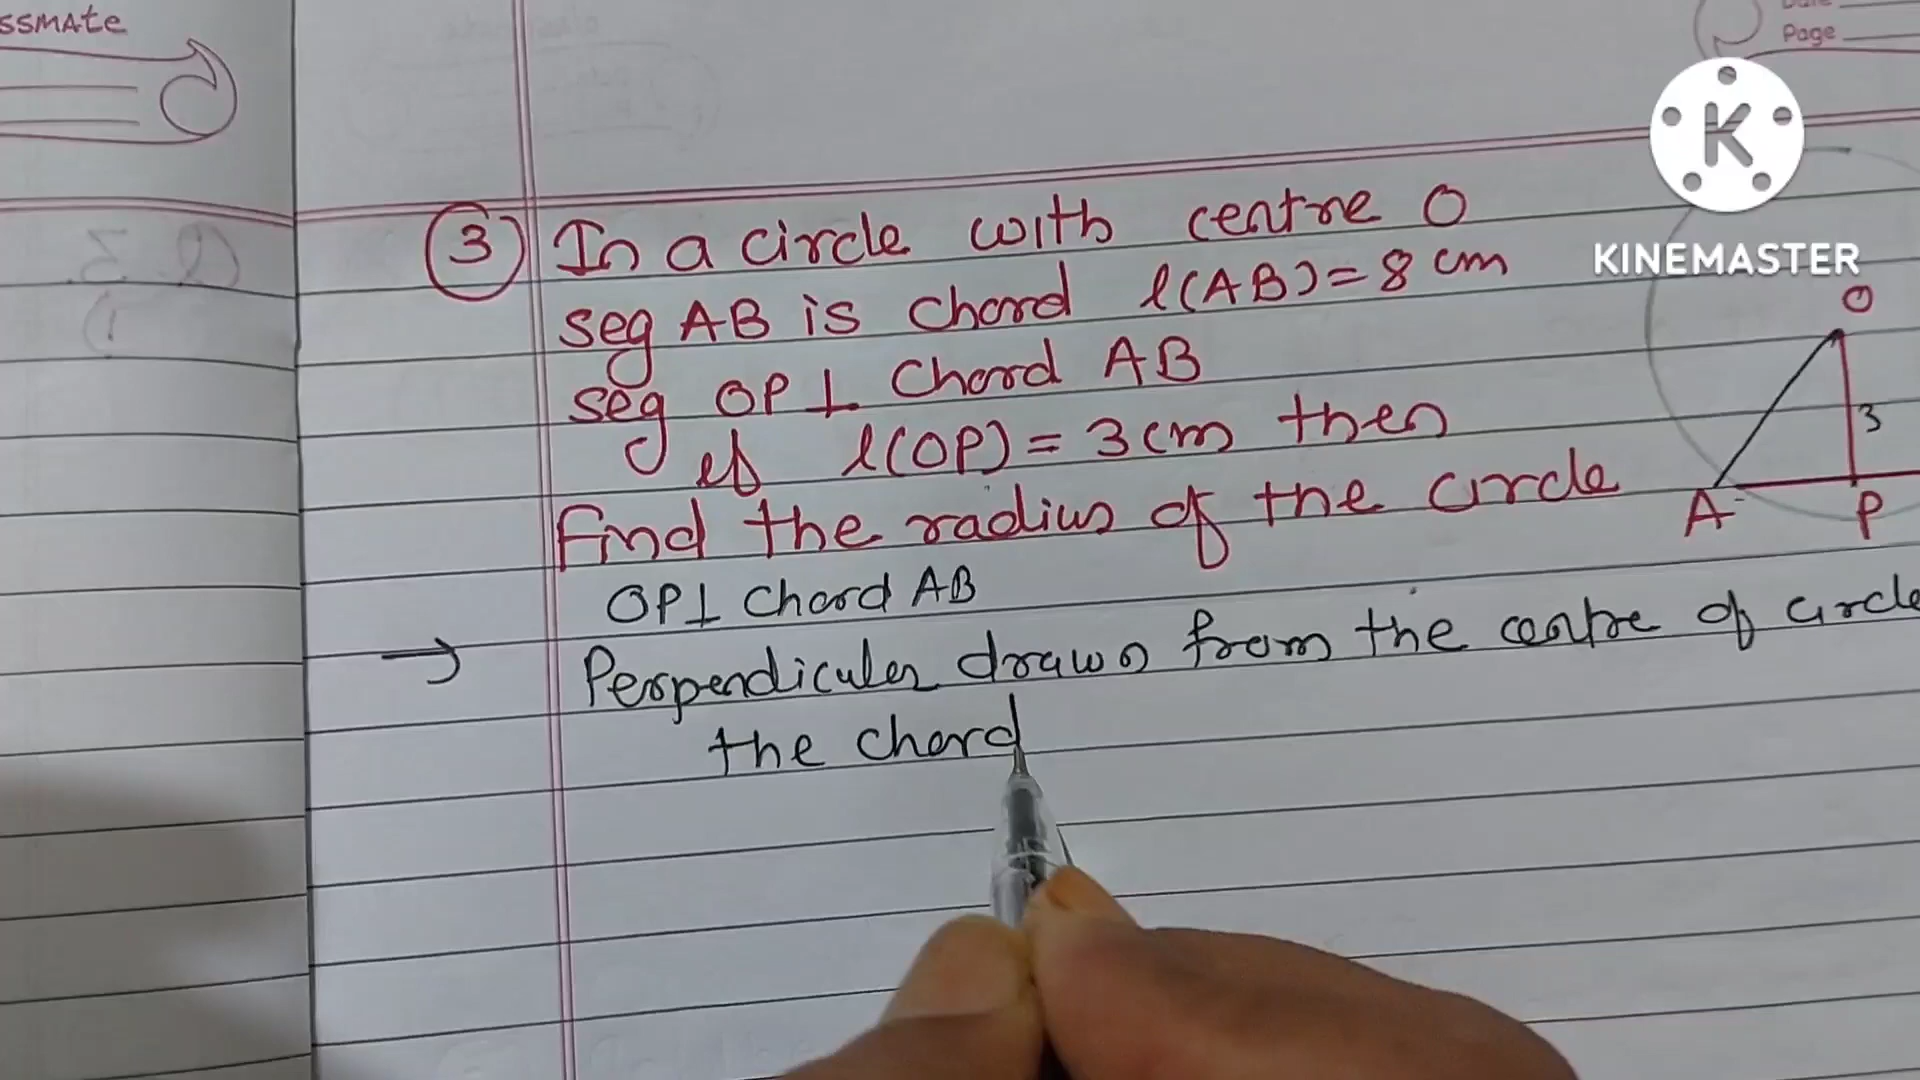 ssmate
Page
K
KINEMASTER
3 In a circle with centre O
seg AB is chord l(AB)=8 cm
seg OP ⊥ chord AB
if l(OP) = 3cm then
find the radius of the circle
O
3
A
P
OP⊥ chord AB
→ Perpendicular drawn from the centre of circle
the chord